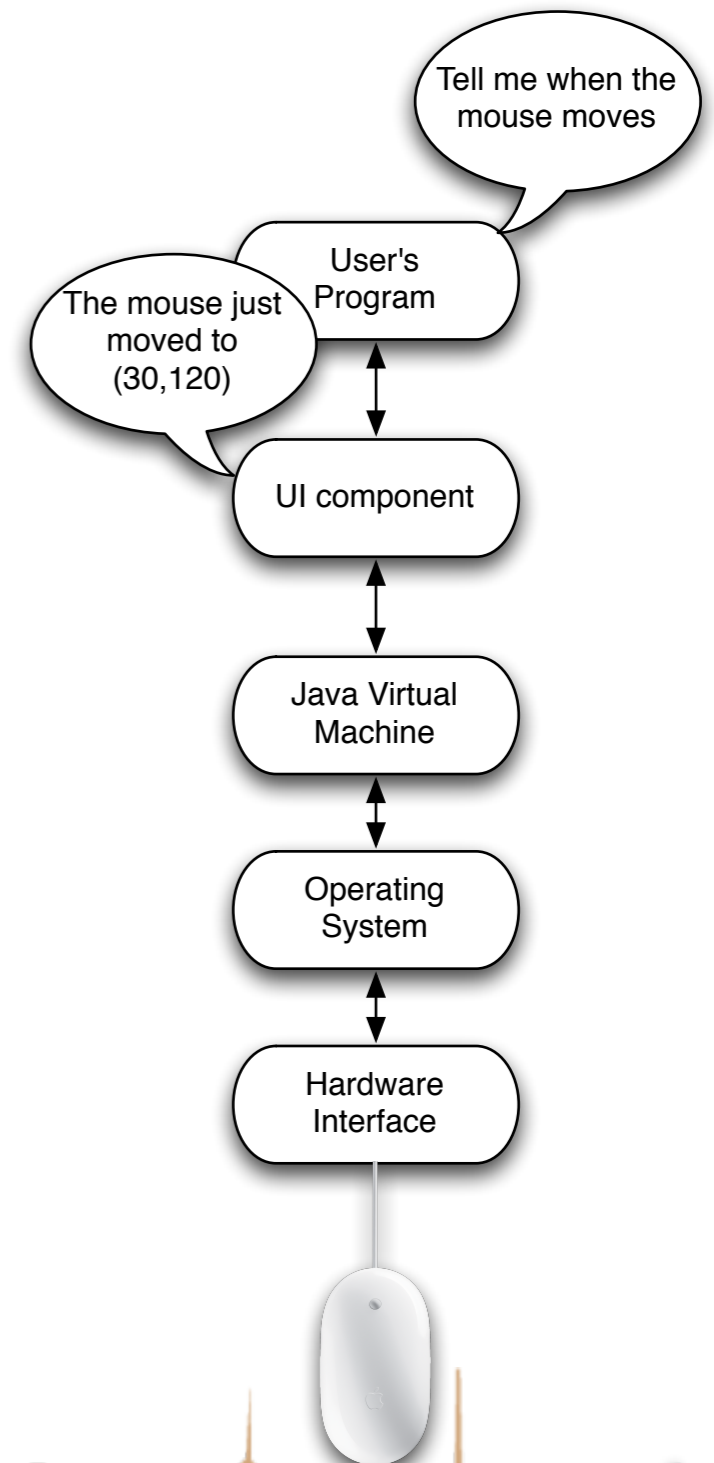 Tell me when the
mouse moves
User's
Program
The mouse just
moved to
(30,120)
UI component
Java Virtual
Machine
Operating
System
Hardware
Interface